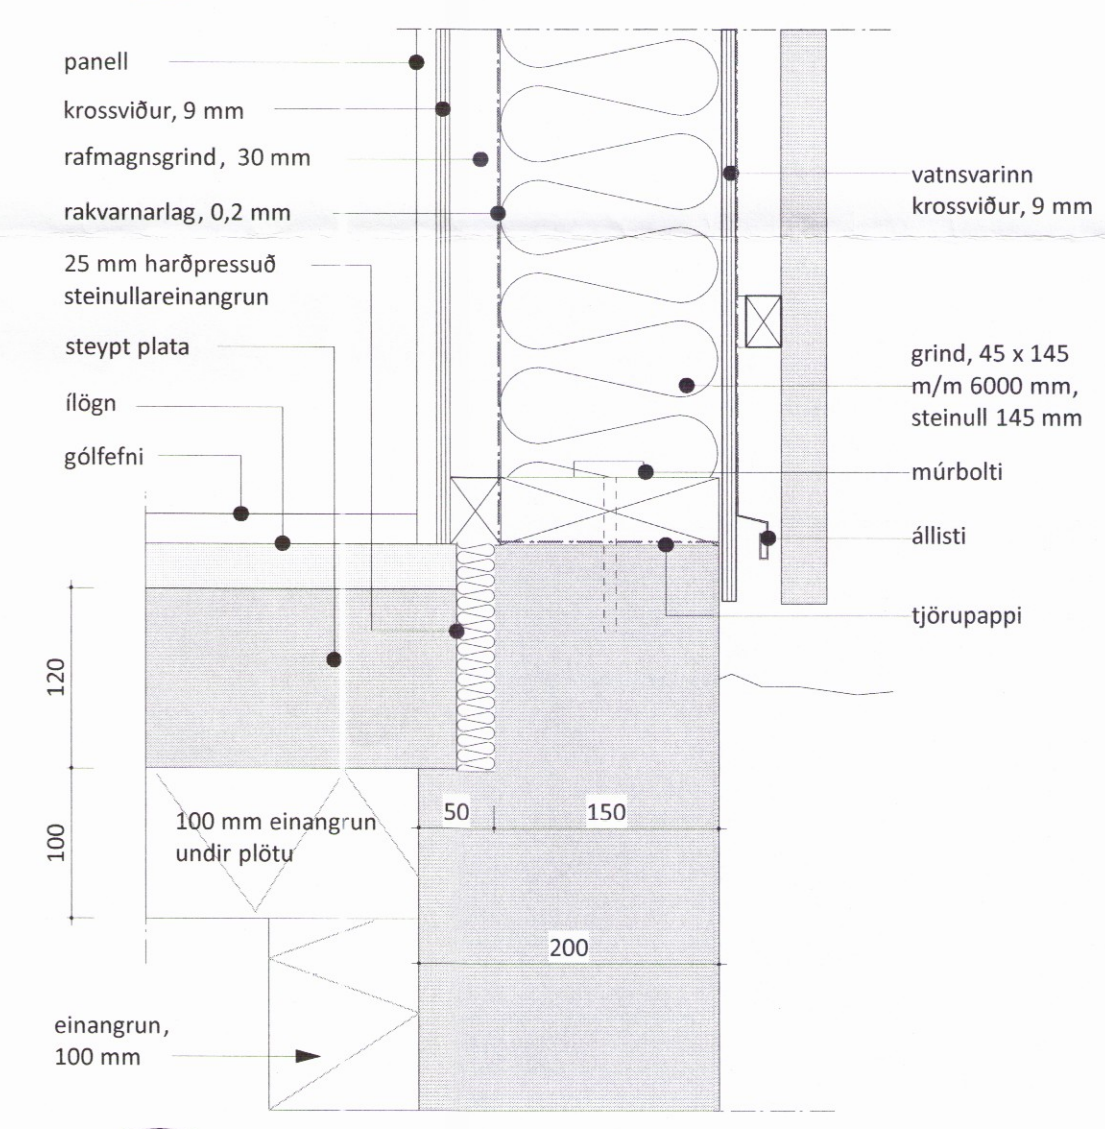 panell
krossviður, 9 mm
rafmagnsgrind, 30 mm
rakvarnarlag, 0,2 mm
25 mm harðpressuð
steinullareinangrun
steypt plata
ílögn
gólfefni
vatnsvarinn
krossviður, 9 mm
grind, 45 x 145
m/m 6000 mm,
steinull 145 mm
múrbolti
állisti
tjörupappi
120
100
50
150
100 mm einangrun
undir plötu
200
einangrun,
100 mm